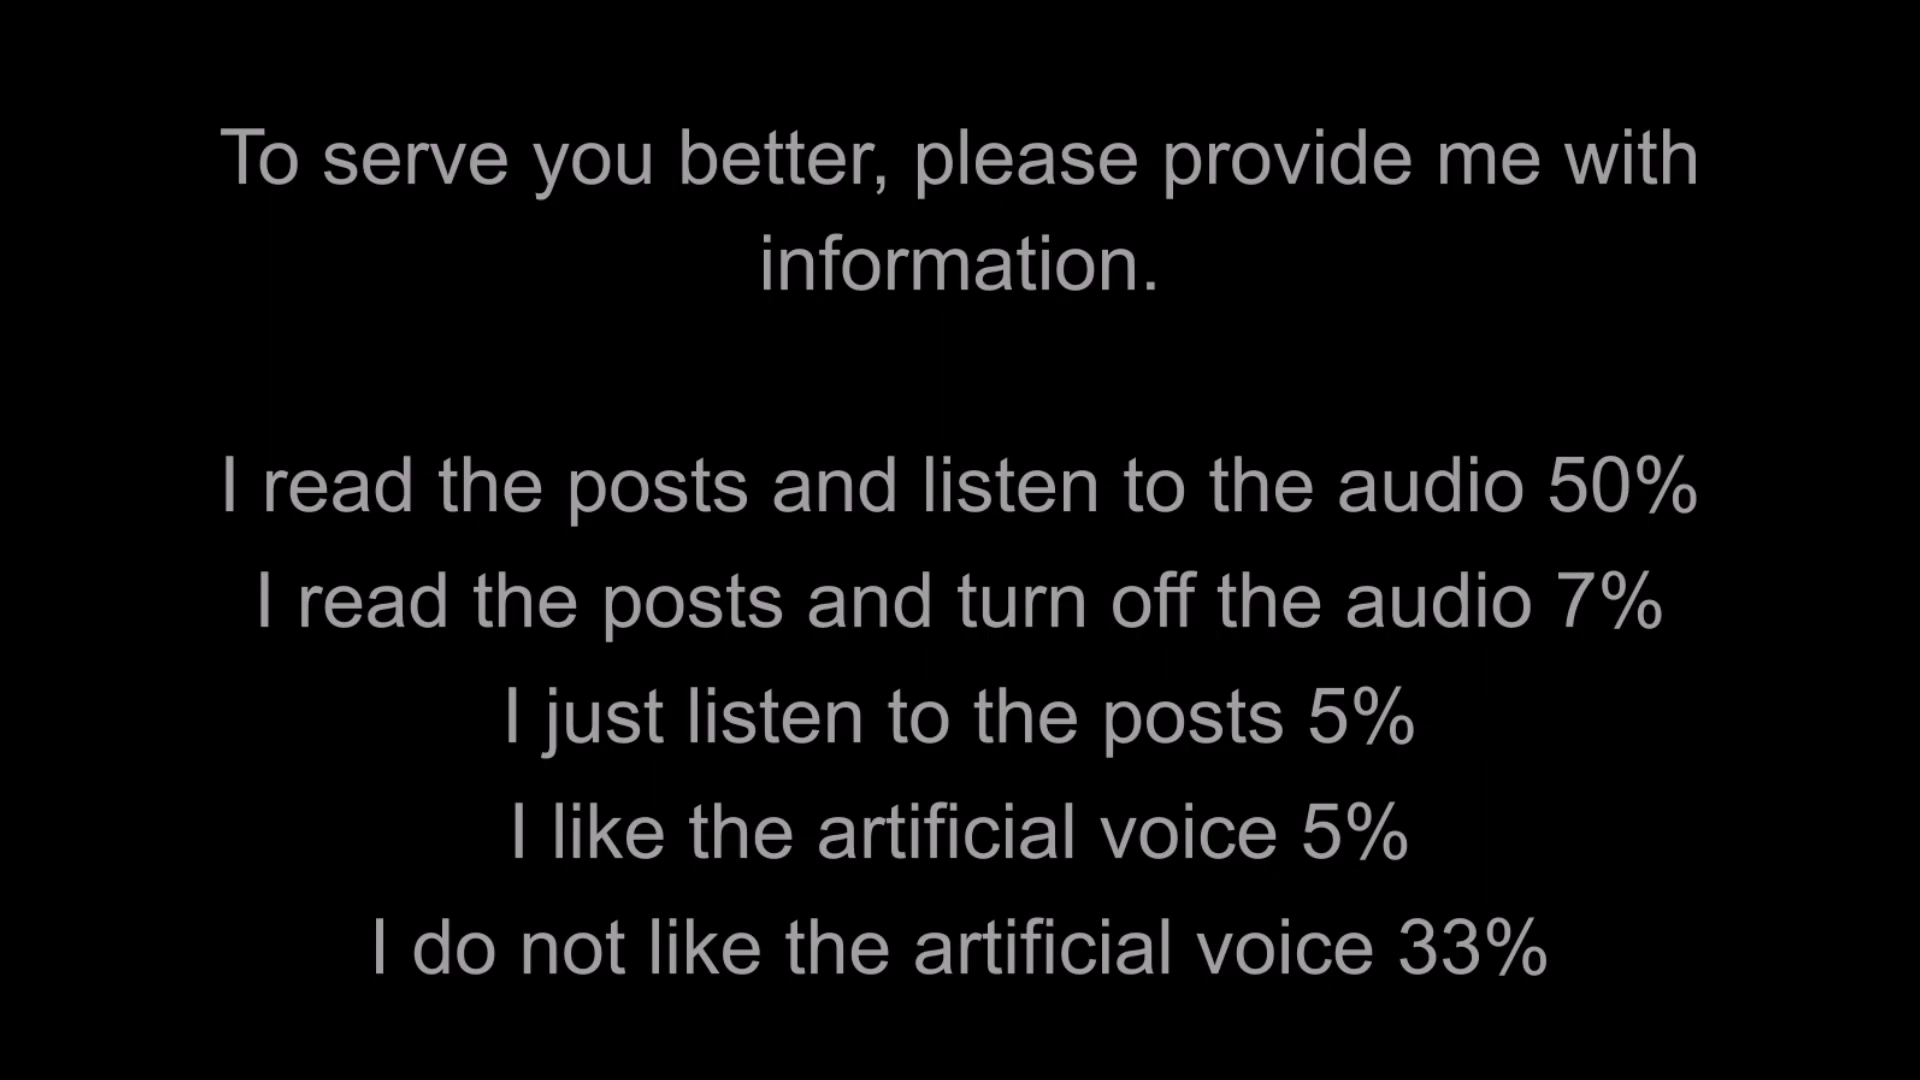 To serve you better, please provide me with
information.
I read the posts and listen to the audio 50%
I read the posts and turn off the audio 7%
I just listen to the posts 5%
I like the artificial voice 5%
I do not like the artificial voice 33%